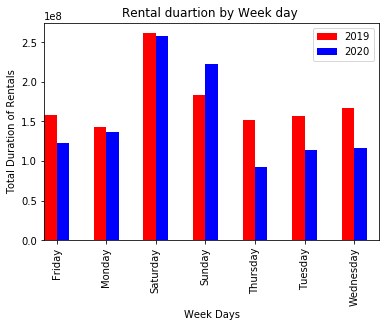 Rental duartion by Week day
1e8
2.5
2.0
1.5
1.0
0.5
0.0
Total Duration of Rentals
2019
2020
Friday
Monday
Saturday
Sunday
Thursday
Tuesday
Wednesday
Week Days